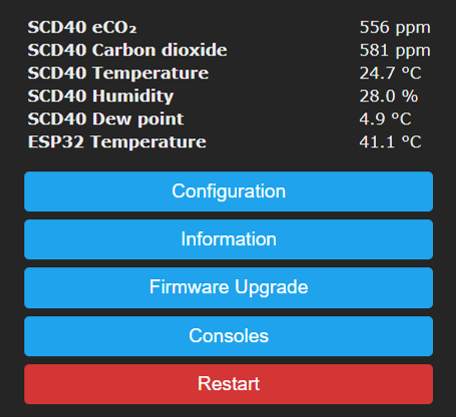 SCD40 eCO₂ 556 ppm
SCD40 Carbon dioxide 581 ppm
SCD40 Temperature 24.7 °C
SCD40 Humidity 28.0 %
SCD40 Dew point 4.9 °C
ESP32 Temperature 41.1 °C
Configuration
Information
Firmware Upgrade
Consoles
Restart